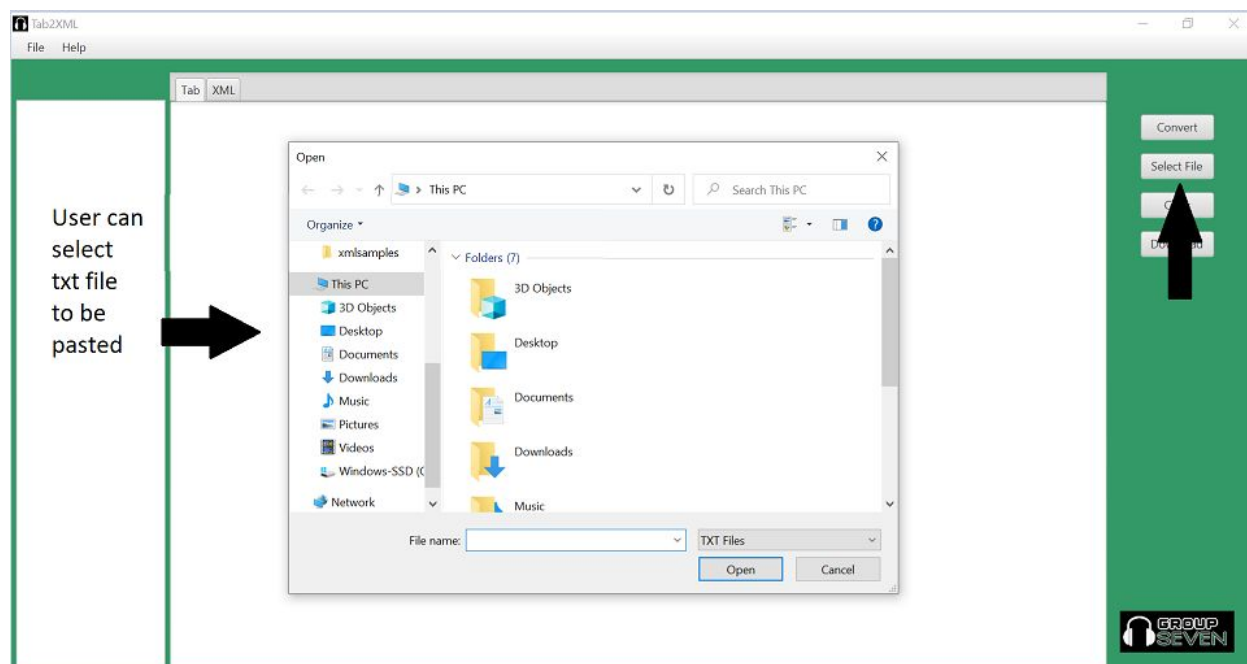 Tab2XML
File Help
Tab XML
Convert
Select File
User can
select
txt file
to be
pasted
Open
This PC
Search This PC
Organize
xmlsamples
This PC
3D Objects
Desktop
Documents
Downloads
Music
Pictures
Videos
Windows-SSD (C
Network
Folders (7)
3D Objects
Desktop
Documents
Downloads
Music
File name:
TXT Files
Open Cancel
GROUP
SEVEN